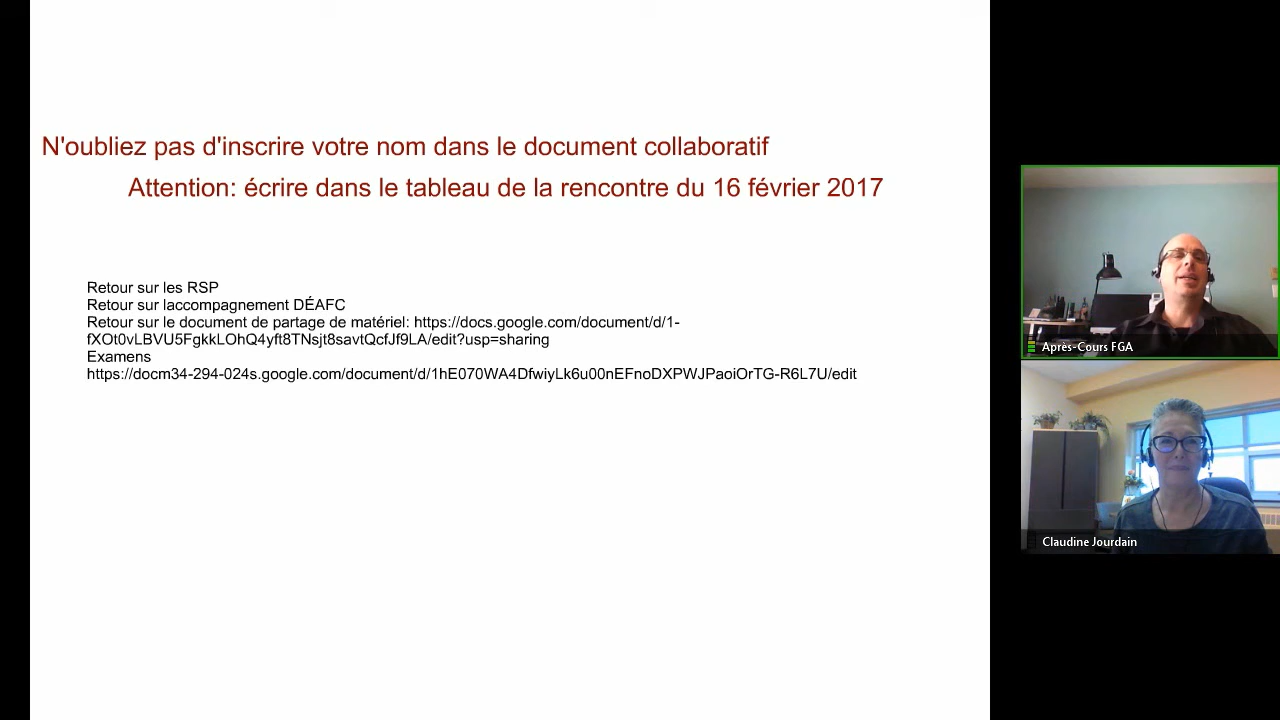 N'oubliez pas d'inscrire votre nom dans le document collaboratif
Attention: écrire dans le tableau de la rencontre du 16 février 2017
Retour sur les RSP
Retour sur laccompagnement DÉAFC
Retour sur le document de partage de matériel: https://docs.google.com/document/d/1-
fXOt0vLBVU5FgkkLOhQ4yft8TNsjt8savtQcfJf9LA/edit?usp=sharing
Examens
https://docm34-294-024s.google.com/document/d/1hE070WA4DfwiyLk6u00nEFnoDXPWJPaoiOrTG-R6L7U/edit
Après-Cours FGA
Claudine Jourdain